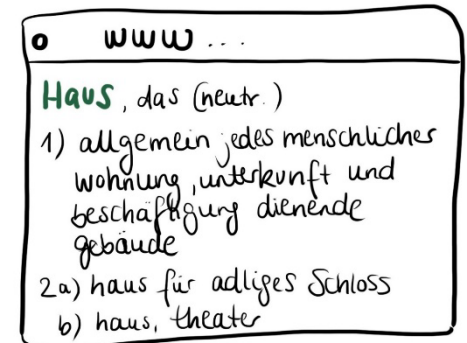 www...
Haus, das (neutr.)
1) allgemein jedes menschlicher
wohnung, unterkunft und
beschäftigung dienende
gebäude
2a) haus für adliges Schloss
b) haus, theater